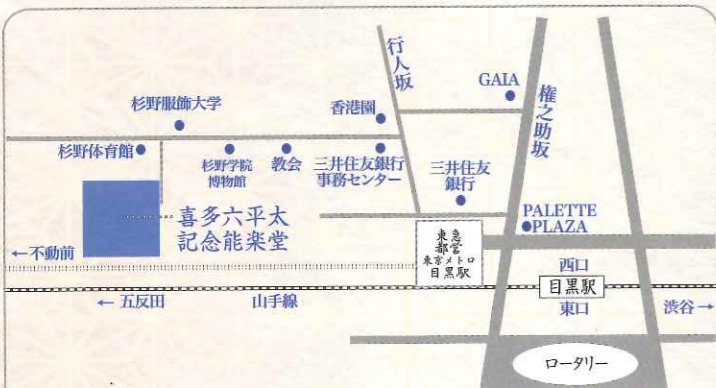 行人坂
GAIA
権之助坂
杉野服飾大学
香港園
杉野体育館
杉野学院
博物館
教会
三井住友銀行
事務センター
三井住友
銀行
喜多六平太
記念能楽堂
PALETTE
PLAZA
東急
都営
東京メトロ
目黒駅
←不動前
西口
目黒駅
東口
← 五反田
山手線
渋谷→
ロータリー